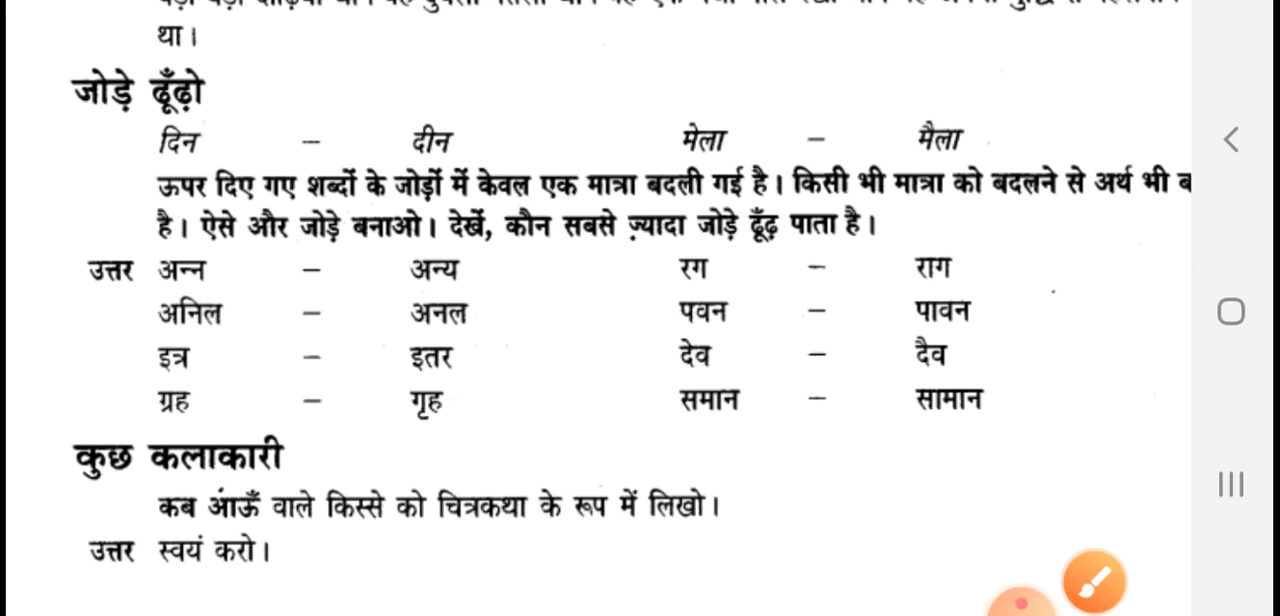 था।
जोड़े ढूँढ़ो
दिन – दीन मेला – मैला
ऊपर दिए गए शब्दों के जोड़ों में केवल एक मात्रा बदली गई है। किसी भी मात्रा को बदलने से अर्थ भी
है। ऐसे और जोड़े बनाओ। देखें, कौन सबसे ज़्यादा जोड़े ढूँढ़ पाता है।
उत्तर अन्न – अन्य रग – राग
अनिल – अनल पवन – पावन
इत्र – इतर देव – दैव
ग्रह – गृह समान – सामान
कुछ कलाकारी
कब आंऊँ वाले किस्से को चित्रकथा के रूप में लिखो।
उत्तर स्वयं करो।